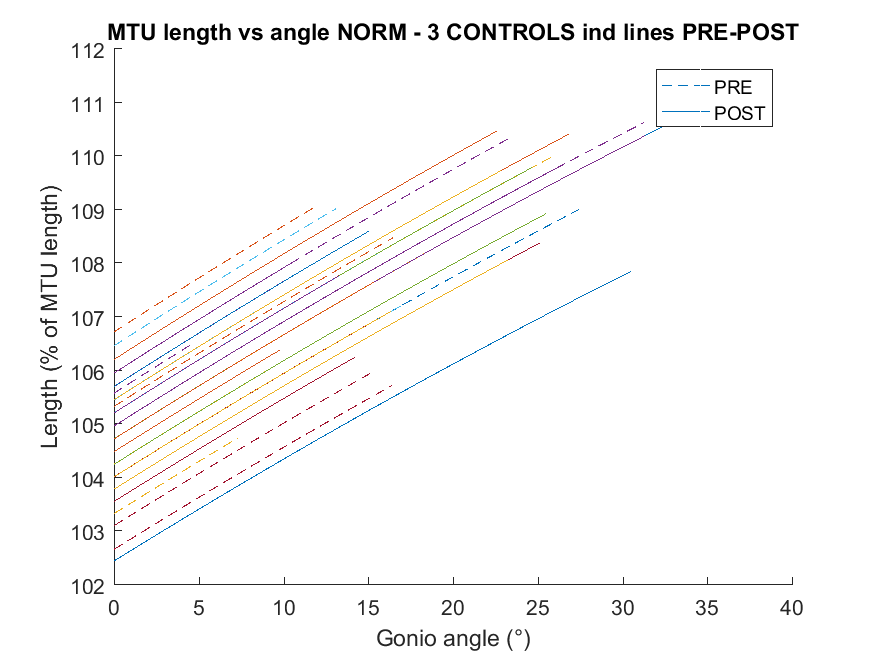 MTU length vs angle NORM - 3 CONTROLS ind lines PRE-POST
112
111
110
109
108
107
106
105
104
103
102
Length (% of MTU length)
PRE
POST
0 5 10 15 20 25 30 35 40
Gonio angle (°)